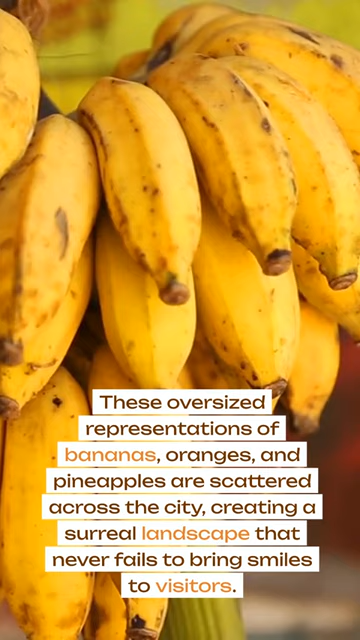 These oversized
representations of
bananas, oranges, and
pineapples are scattered
across the city, creating a
surreal landscape that
never fails to bring smiles
to visitors.